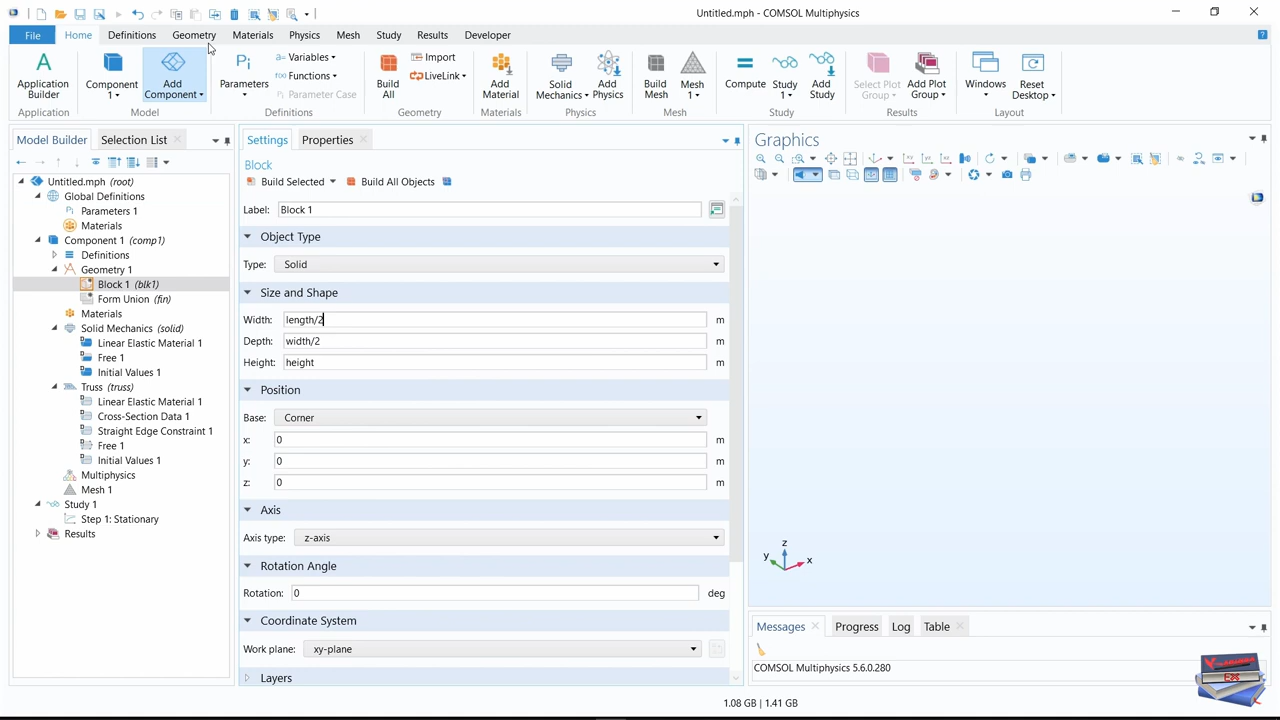 Untitled.mph - COMSOL Multiphysics
File
Home
Definitions
Geometry
Materials
Physics
Mesh
Study
Results
Developer
Application Builder
Component 1
Add Component
Parameters
a= Variables
f(x) Functions
Pi Parameter Case
Build All
Import
LiveLink
Add Material
Solid Mechanics
Add Physics
Build Mesh
Mesh 1
Compute
Study 1
Add Study
Select Plot Group
Add Plot Group
Windows
Reset Desktop
Application
Model
Definitions
Geometry
Materials
Physics
Mesh
Study
Results
Layout
Model Builder
Selection List
Untitled.mph (root)
Global Definitions
Pi Parameters 1
Materials
Component 1 (comp1)
Definitions
Geometry 1
Block 1 (blk1)
Form Union (fin)
Materials
Solid Mechanics (solid)
Linear Elastic Material 1
Free 1
Initial Values 1
Truss (truss)
Linear Elastic Material 1
Cross-Section Data 1
Straight Edge Constraint 1
Free 1
Initial Values 1
Multiphysics
Mesh 1
Study 1
Step 1: Stationary
Results
Settings
Properties
Block
Build Selected
Build All Objects
Label: Block 1
Object Type
Type: Solid
Size and Shape
Width: length/2 m
Depth: width/2 m
Height: height m
Position
Base: Corner
x: 0 m
y: 0 m
z: 0 m
Axis
Axis type: z-axis
Rotation Angle
Rotation: 0 deg
Coordinate System
Work plane: xy-plane
Layers
Graphics
z
y
x
Messages
Progress
Log
Table
COMSOL Multiphysics 5.6.0.280
1.08 GB | 1.41 GB